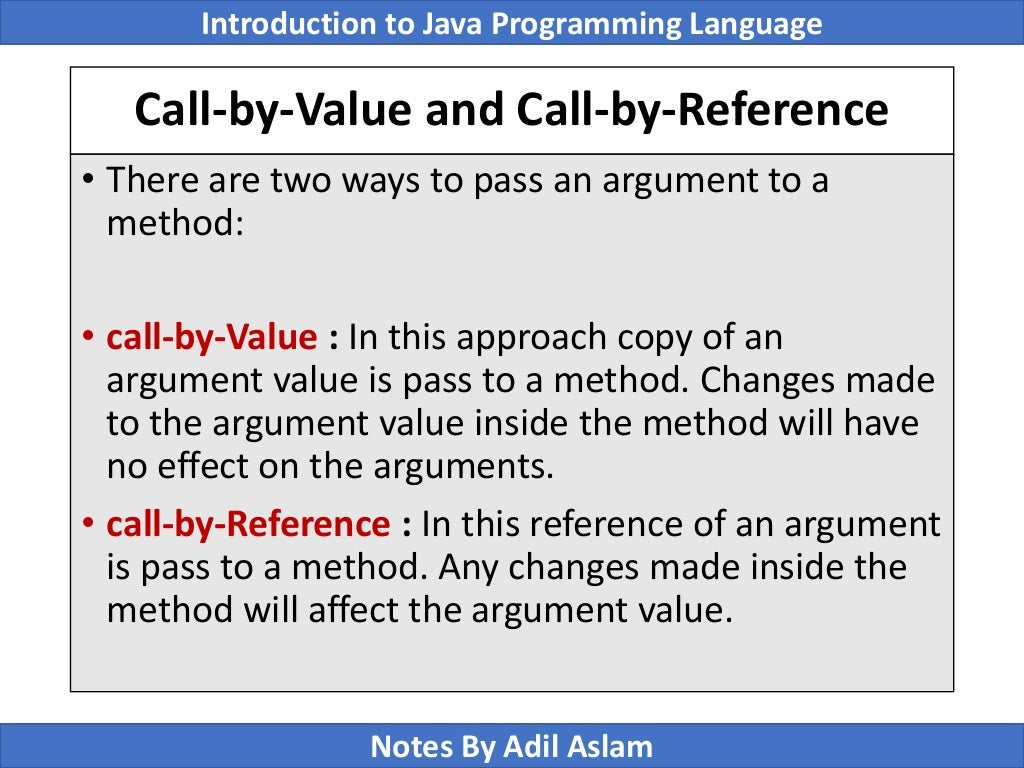 Introduction to Java Programming Language
Call-by-Value and Call-by-Reference
• There are two ways to pass an argument to a
method:
• call-by-Value : In this approach copy of an
argument value is pass to a method. Changes made
to the argument value inside the method will have
no effect on the arguments.
• call-by-Reference : In this reference of an argument
is pass to a method. Any changes made inside the
method will affect the argument value.
Notes By Adil Aslam